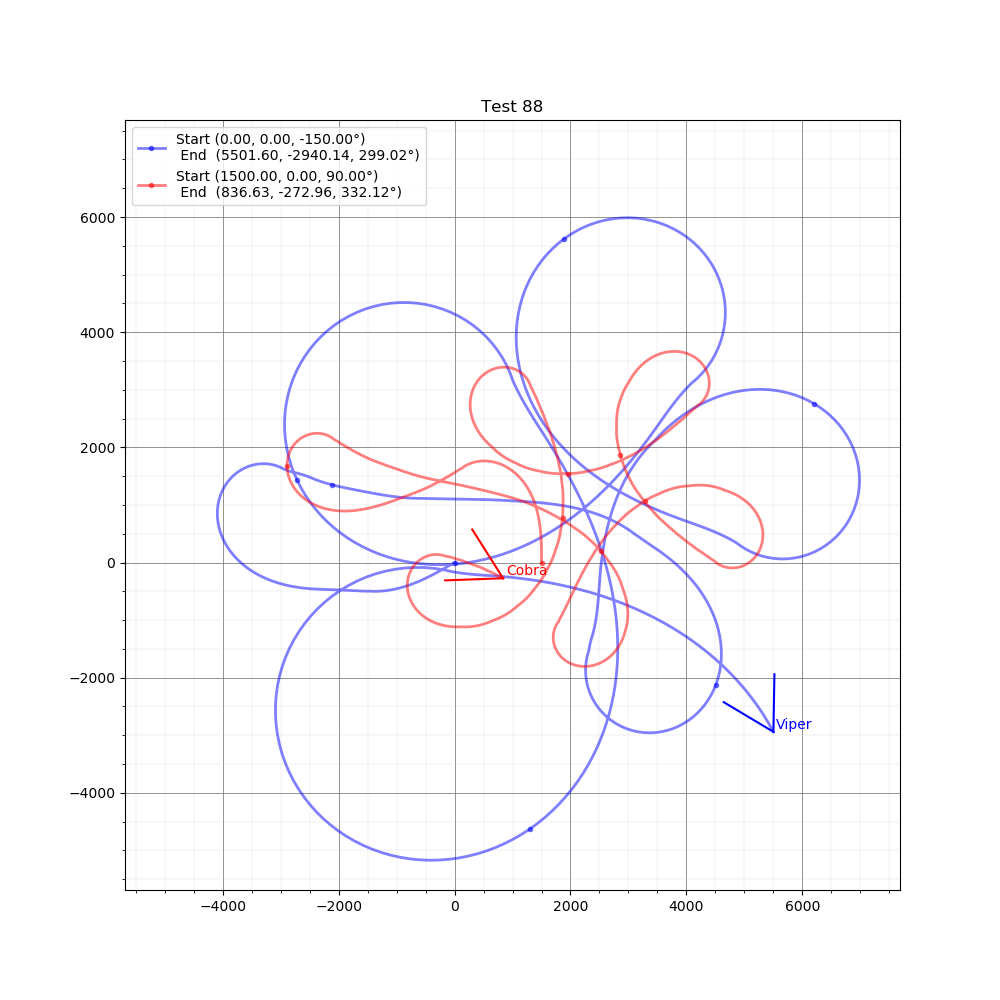 Test 88
Start (0.00, 0.00, -150.00°)
End (5501.60, -2940.14, 299.02°)
Start (1500.00, 0.00, 90.00°)
End (836.63, -272.96, 332.12°)
6000
4000
2000
0
−2000
−4000
Cobra
Viper
−4000 −2000 0 2000 4000 6000